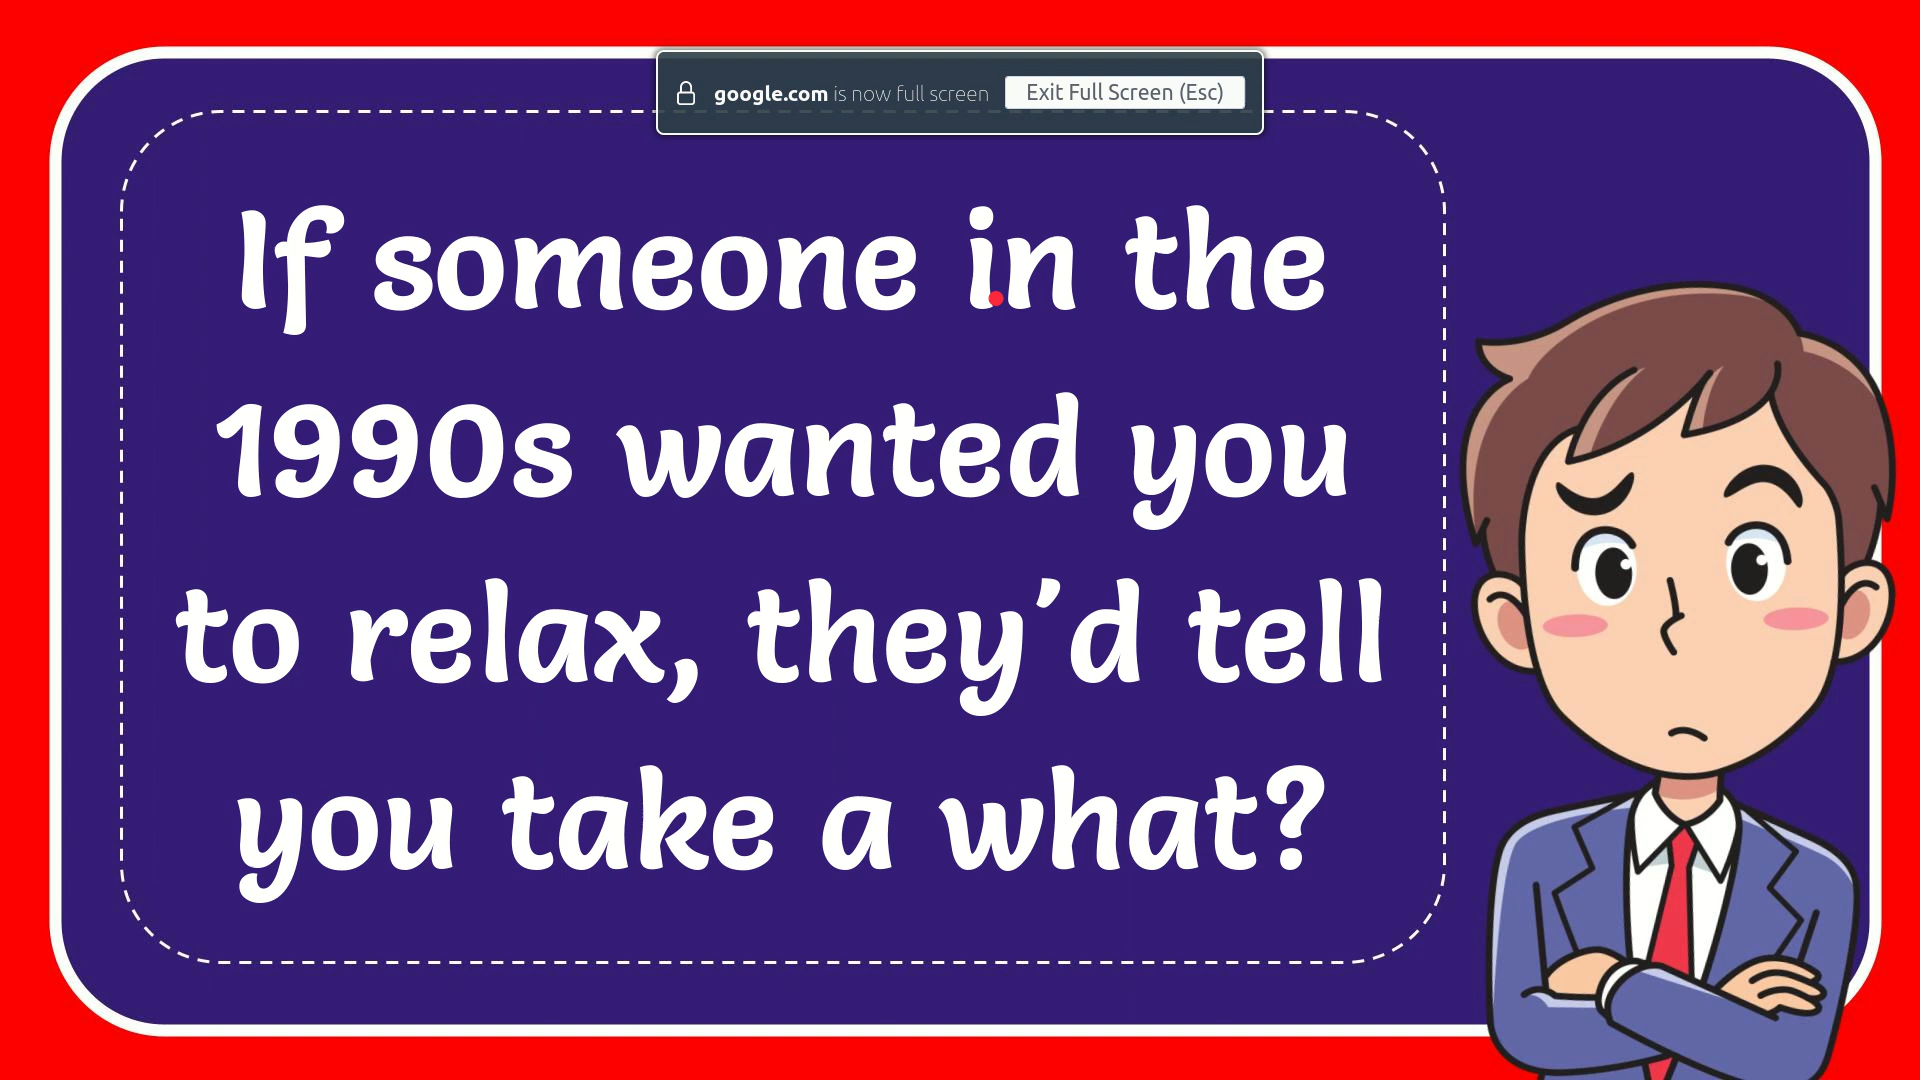 google.com is now full screen Exit Full Screen (Esc)
If someone in the
1990s wanted you
to relax, they'd tell
you take a what?